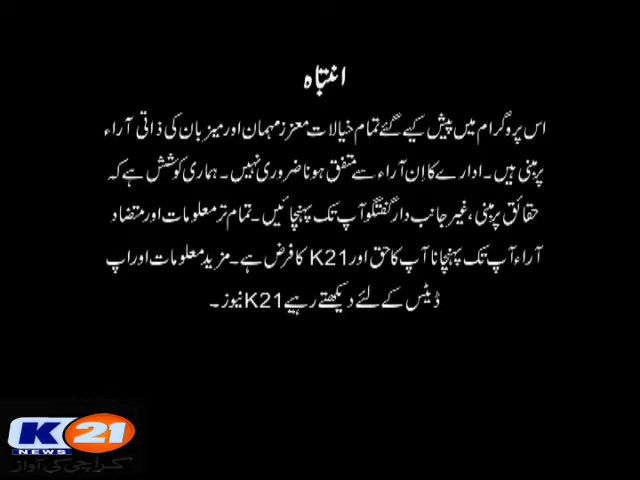 انتباہ
اس پروگرام میں پیش کیے گئے تمام خیالات معزز مہمان اور میزبان کی ذاتی آراء
پر مبنی ہیں۔ ادارے کا اِن آراء سے متفق ہونا ضروری نہیں۔ ہماری کوشش ہے کہ
حقائق پر مبنی، غیر جانب دار گفتگو آپ تک پہنچائیں۔ تمام تر معلومات اور متضاد
آراء آپ تک پہنچانا آپ کا حق اور K21 کا فرض ہے۔ مزید معلومات اور اپ
ڈیٹس کے لئے دیکھتے رہیے K21 نیوز۔
K21
NEWS
کراچی کی آواز